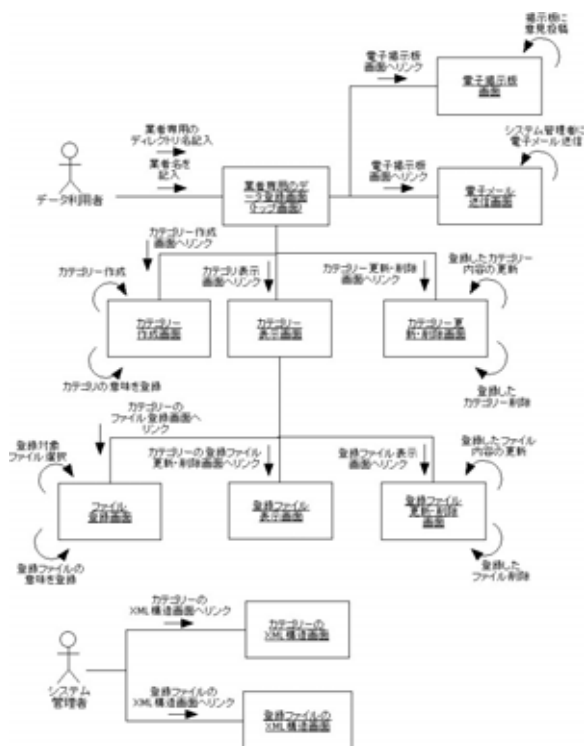 掲示板に
意見投稿
電子掲示板
画面へリンク
電子掲示板
画面
システム管理者に
電子メール送信
業者専用の
ディレクトリ名記入
業者名を
記入
電子掲示板
画面へリンク
データ利用者
業者専用のデ
ータ登録画面
(トップ画面)
電子メール
送信画面
カテゴリー作成
画面へリンク
カテゴリー作成
カテゴリ表示
画面へリンク
カテゴリー更新・削除
画面へリンク
登録したカテゴリー
内容の更新
カテゴリー
作成画面
カテゴリー
表示画面
カテゴリー更
新・削除画面
カテゴリの意味を登録
登録した
カテゴリー削除
カテゴリーの
ファイル登録画面へ
リンク
登録対象
ファイル選択
カテゴリーの登録ファイル
更新・削除画面へリンク
登録ファイル表示
画面へリンク
登録したファイル
内容の更新
ファイル
登録画面
登録ファイル
表示画面
登録ファイル
更新・削除
画面
登録ファイルの
意味を登録
登録した
ファイル削除
カテゴリーの
XML構造画面へリンク
カテゴリーの
XML構造画面
システム
管理者
登録ファイルの
XML構造画面へリンク
登録ファイルの
XML構造画面